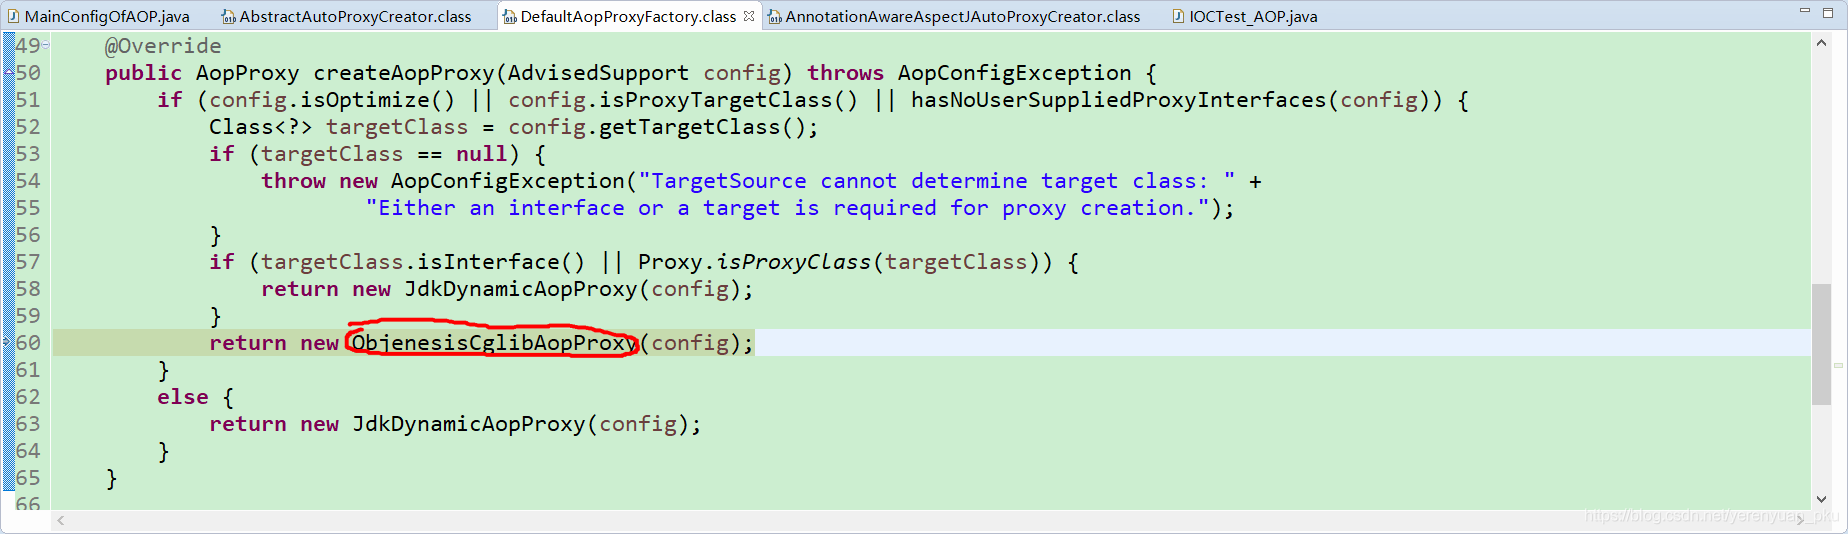 MainConfigOfAOP.java AbstractAutoProxyCreator.class DefaultAopProxyFactory.class AnnotationAwareAspectJAutoProxyCreator.class IOCTest_AOP.java
49 @Override
50 public AopProxy createAopProxy(AdvisedSupport config) throws AopConfigException {
51 if (config.isOptimize() || config.isProxyTargetClass() || hasNoUserSuppliedProxyInterfaces(config)) {
52 Class<?> targetClass = config.getTargetClass();
53 if (targetClass == null) {
54 throw new AopConfigException("TargetSource cannot determine target class: " +
55 "Either an interface or a target is required for proxy creation.");
56 }
57 if (targetClass.isInterface() || Proxy.isProxyClass(targetClass)) {
58 return new JdkDynamicAopProxy(config);
59 }
60 return new ObjenesisCglibAopProxy(config);
61 }
62 else {
63 return new JdkDynamicAopProxy(config);
64 }
65 }
66
https://blog.csdn.net/yerenyuan_pku